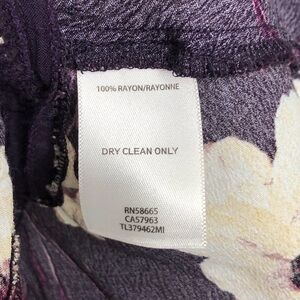 100% RAYON/RAYONNE
DRY CLEAN ONLY
RN58665
CA57963
TL379462MI